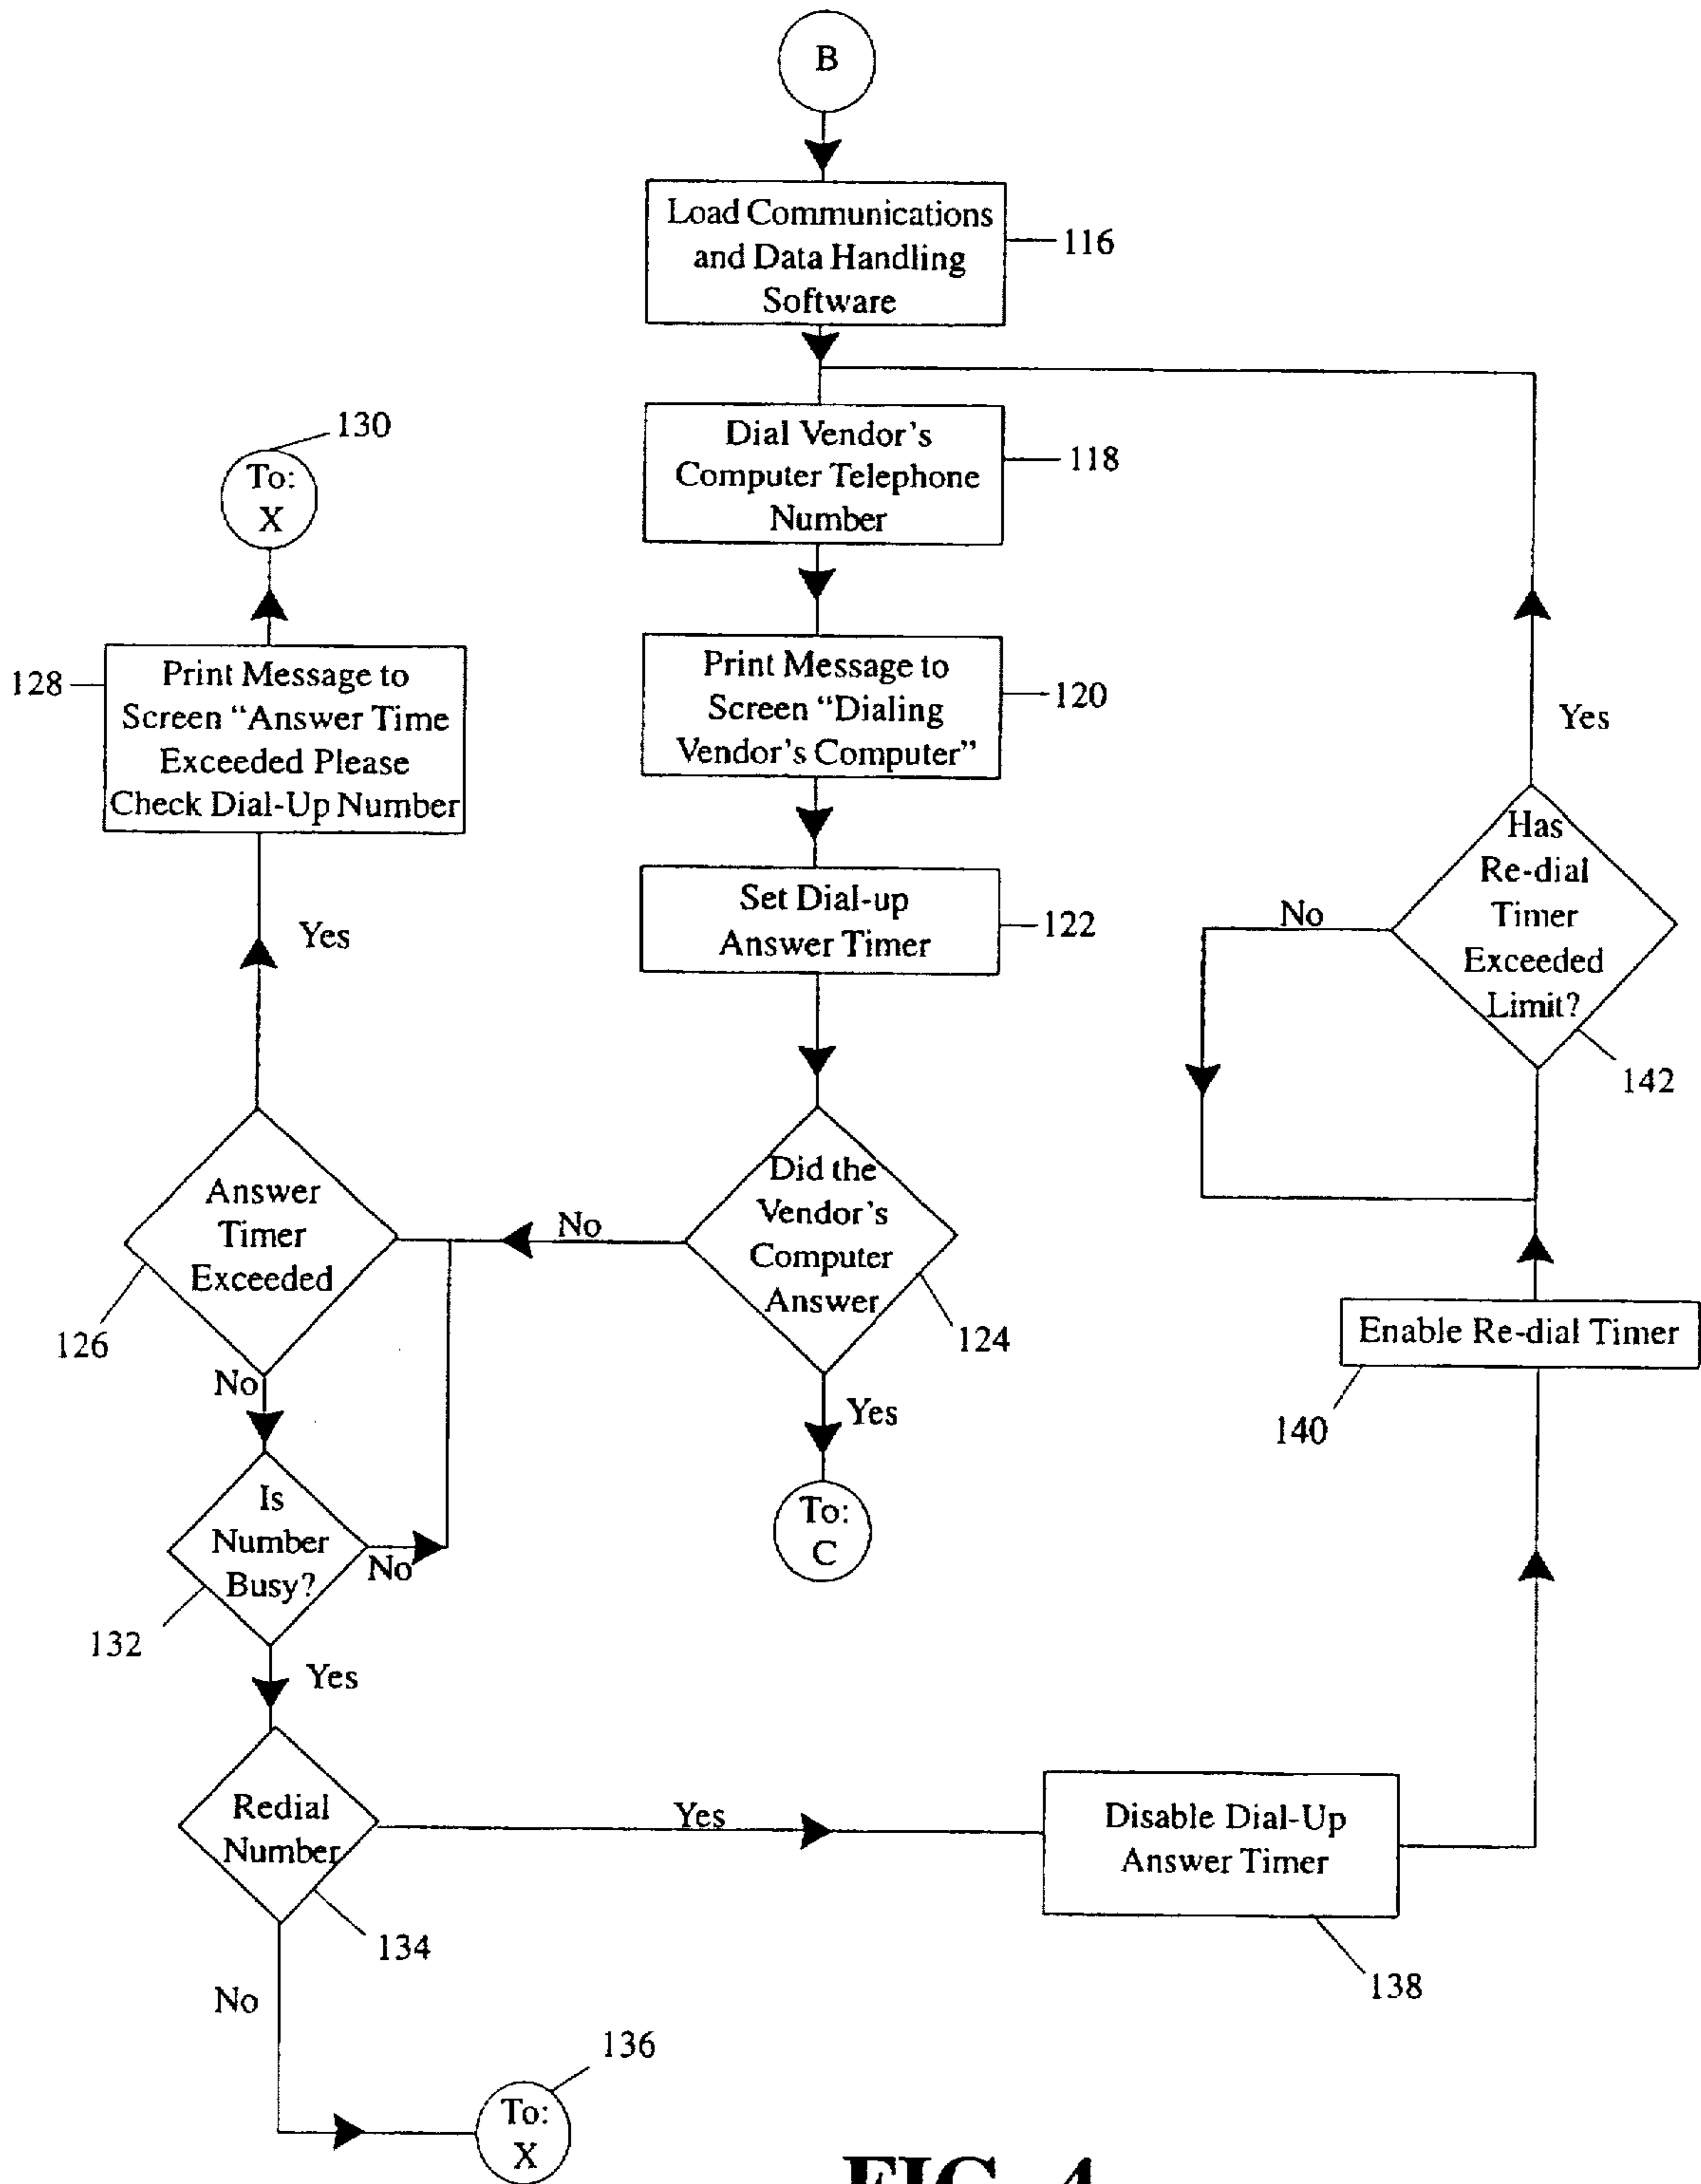 B
Load Communications
and Data Handling
Software
116
Dial Vendor's
Computer Telephone
Number
118
130
To:
X
Print Message to
Screen “Dialing
Vendor's Computer”
120
128
Print Message to
Screen “Answer Time
Exceeded Please
Check Dial-Up Number
Yes
Set Dial-up
Answer Timer
122
Yes
Has
Re-dial
Timer
Exceeded
Limit?
No
142
Answer
Timer
Exceeded
126
No
Did the
Vendor's
Computer
Answer
124
No
Yes
To:
C
Enable Re-dial Timer
140
Is
Number
Busy?
No
132
Yes
Redial
Number
134
Yes
Disable Dial-Up
Answer Timer
138
No
136
To:
X
FIG. 4